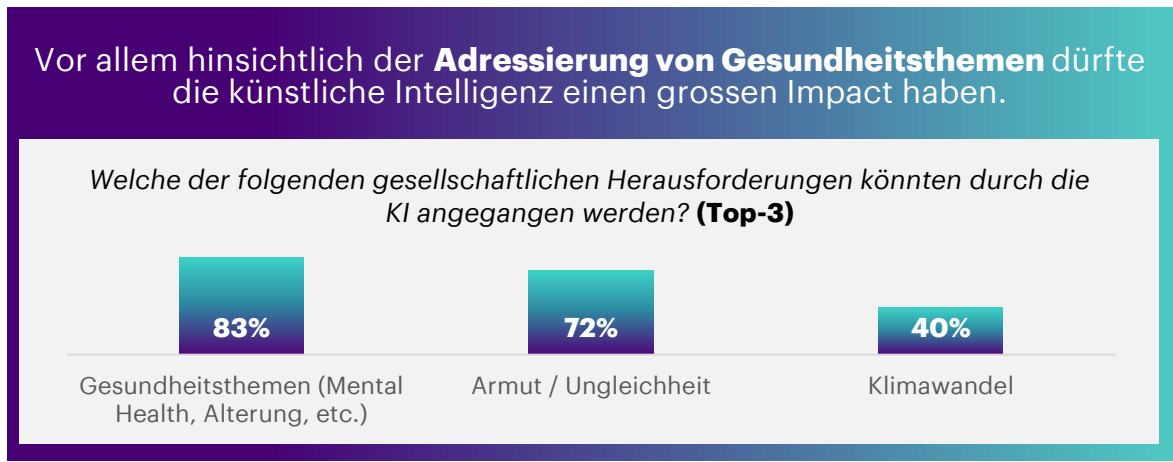 Vor allem hinsichtlich der Adressierung von Gesundheitsthemen dürfte
die künstliche Intelligenz einen grossen Impact haben.
Welche der folgenden gesellschaftlichen Herausforderungen könnten durch die
KI angegangen werden? (Top-3)
83%
72%
40%
Gesundheitsthemen (Mental
Health, Alterung, etc.)
Armut / Ungleichheit
Klimawandel